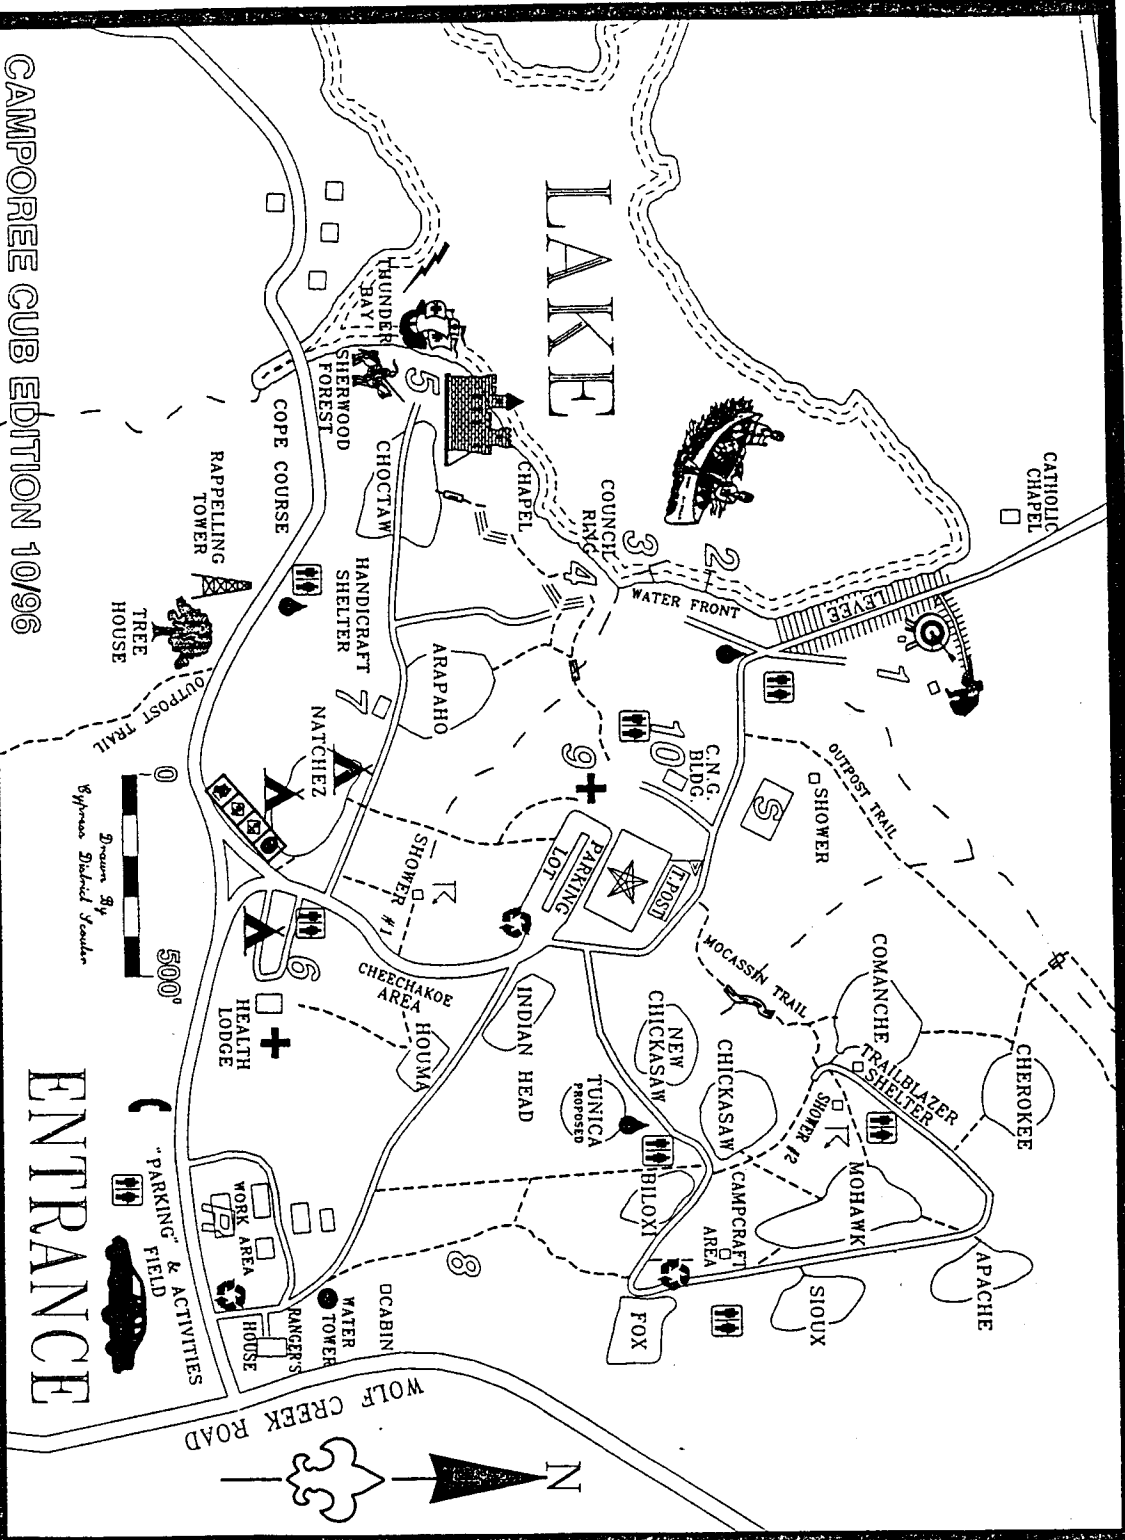 CATHOLIC
CHAPEL
LAKE
LEVEE
1
WATER FRONT
2
3
COUNCIL
RING
4
CHAPEL
5
THUNDER
BAY
SHERWOOD
FOREST
CHOCTAW
COPE COURSE
RAPPELLING
TOWER
TREE
HOUSE
OUTPOST TRAIL
HANDICRAFT
SHELTER
7
ARAPAHO
NATCHEZ
9
10
C.N.G.
BLDG.
S
SHOWER
OUTPOST TRAIL
T.POST
PARKING
LOT
SHOWER #1
K
CHEECHAKOE
AREA
6
HEALTH
LODGE
HOUMA
INDIAN HEAD
MOCASSIN TRAIL
COMANCHE
CHEROKEE
TRAILBLAZER
SHELTER
SHOWER #2
K
NEW
CHICKASAW
CHICKASAW
TUNICA
PROPOSED
BILOXI
CAMPCRAFT
AREA
MOHAWK
APACHE
SIOUX
FOX
8
CABIN
WATER
TOWER
RANGER'S
HOUSE
WORK AREA
"PARKING" & ACTIVITIES
FIELD
ENTRANCE
WOLF CREEK ROAD
N
0
500'
Drawn By
Cypress District Scouter
CAMPOREE CUB EDITION 10/96